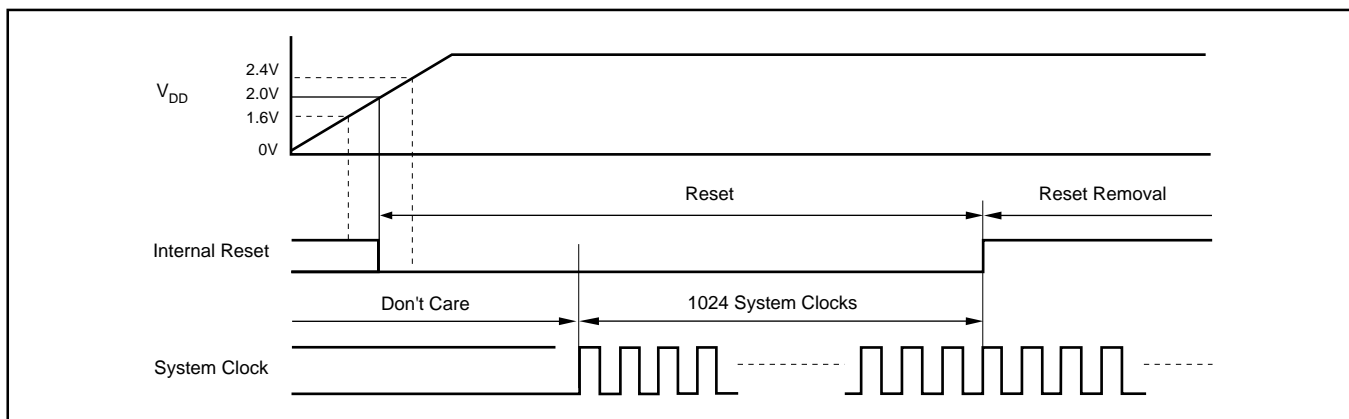 2.4V
V_DD
2.0V
1.6V
0V
Reset
Reset Removal
Internal Reset
Don't Care
1024 System Clocks
System Clock